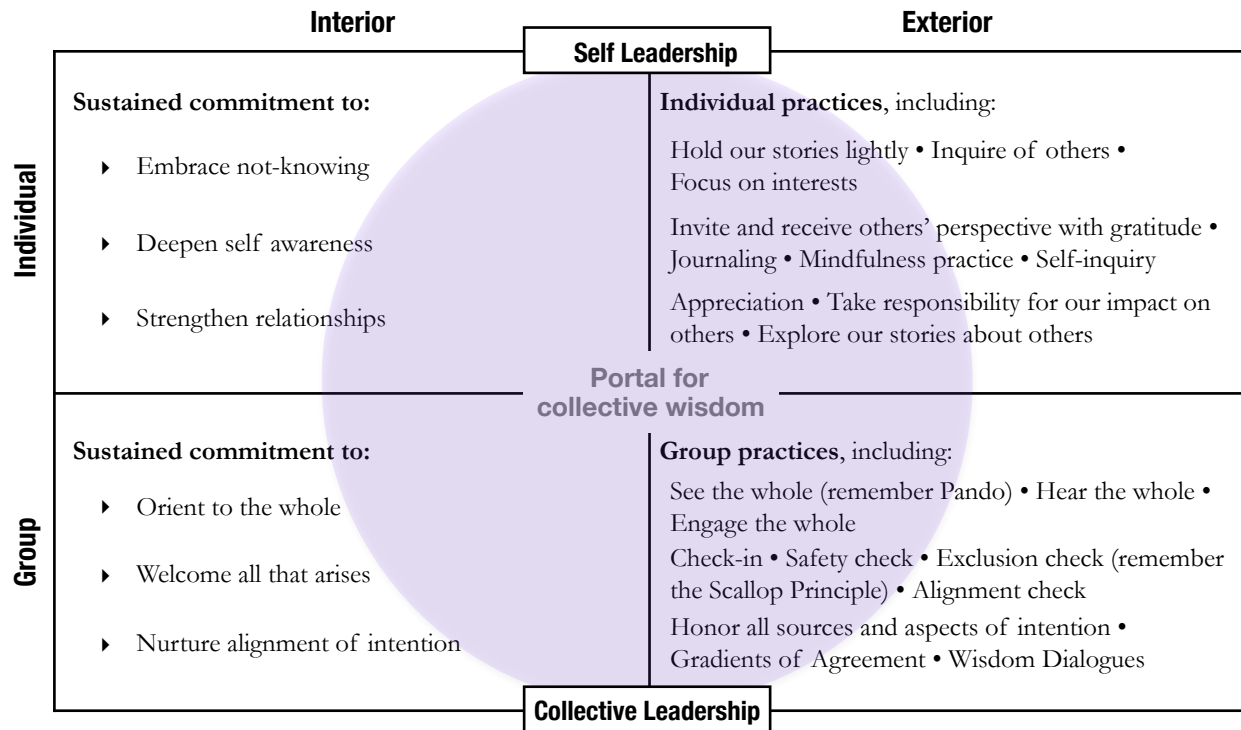 Interior
Exterior
Self Leadership
Individual
Sustained commitment to:
‣ Embrace not-knowing
‣ Deepen self awareness
‣ Strengthen relationships
Individual practices, including:
Hold our stories lightly • Inquire of others •
Focus on interests
Invite and receive others’ perspective with gratitude •
Journaling • Mindfulness practice • Self-inquiry
Appreciation • Take responsibility for our impact on
others • Explore our stories about others
Portal for
collective wisdom
Group
Sustained commitment to:
‣ Orient to the whole
‣ Welcome all that arises
‣ Nurture alignment of intention
Group practices, including:
See the whole (remember Pando) • Hear the whole •
Engage the whole
Check-in • Safety check • Exclusion check (remember
the Scallop Principle) • Alignment check
Honor all sources and aspects of intention •
Gradients of Agreement • Wisdom Dialogues
Collective Leadership